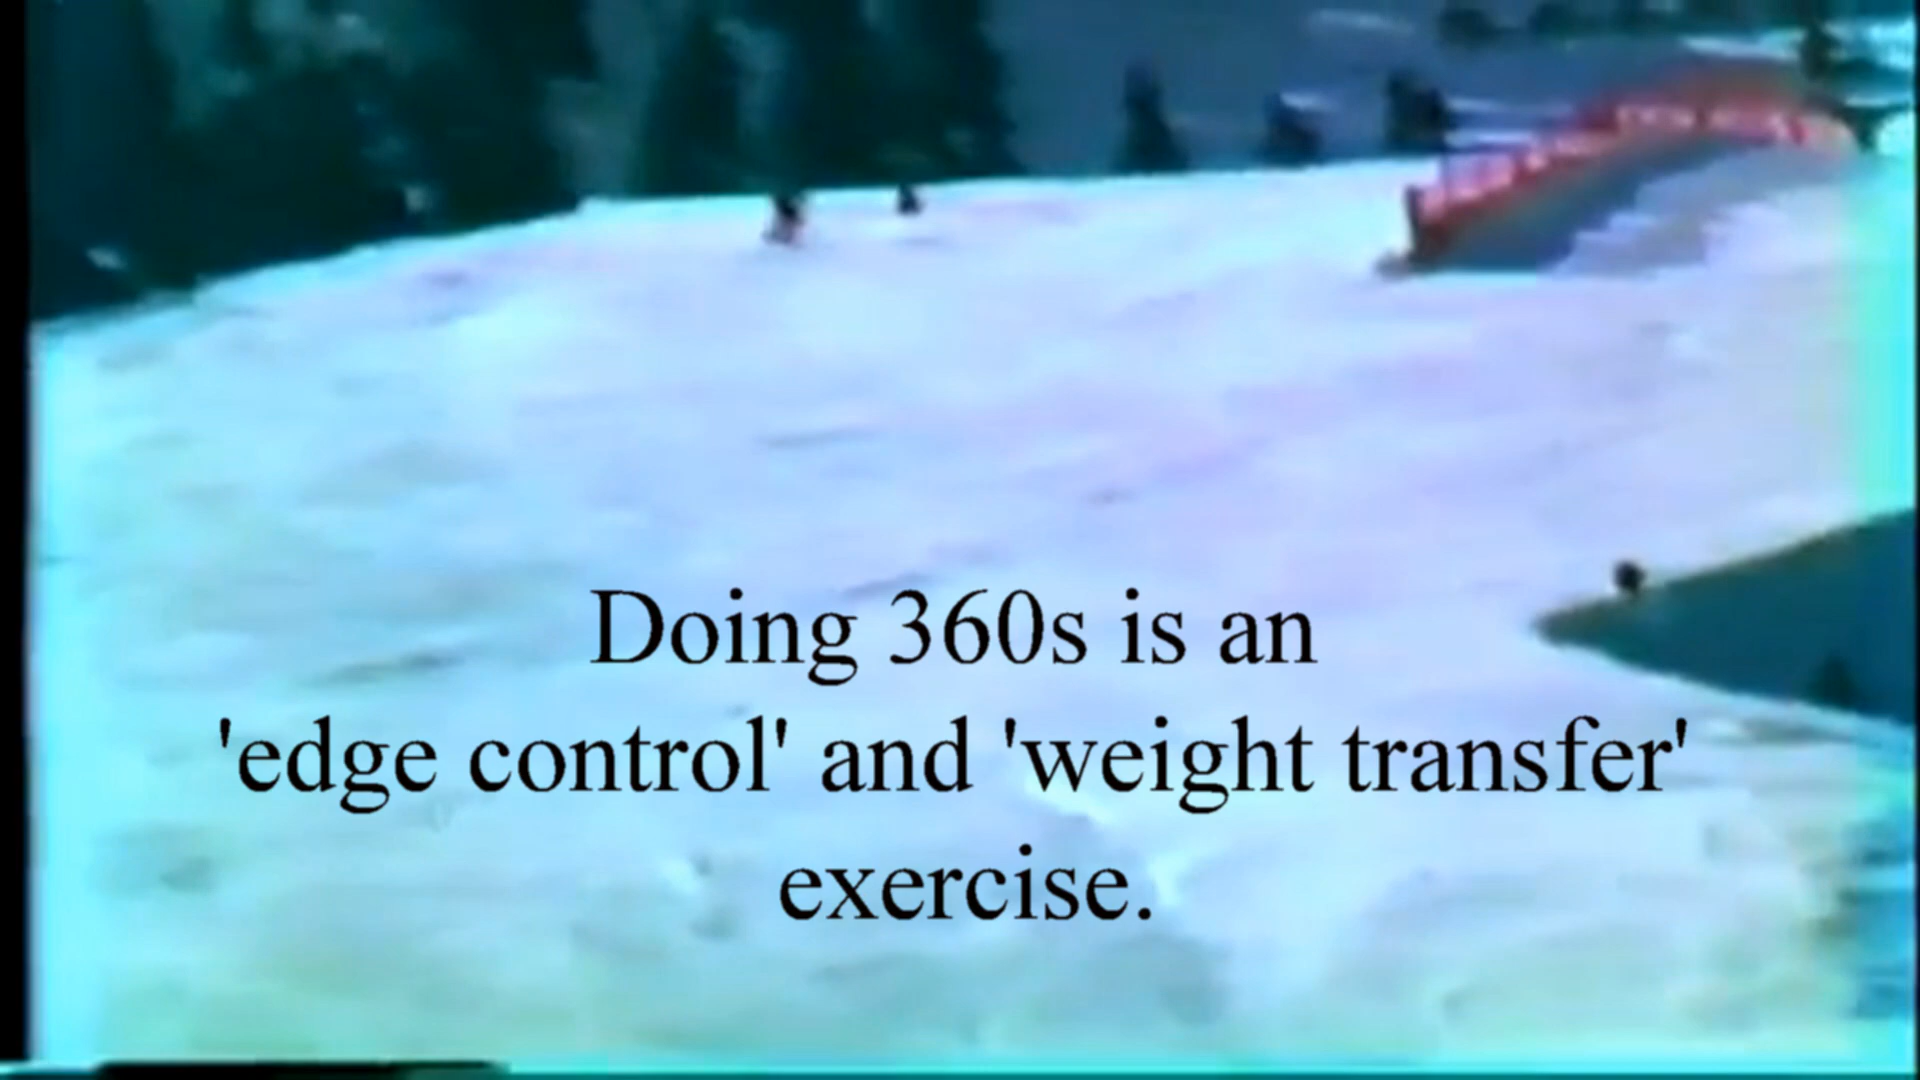 Doing 360s is an
'edge control' and 'weight transfer'
exercise.